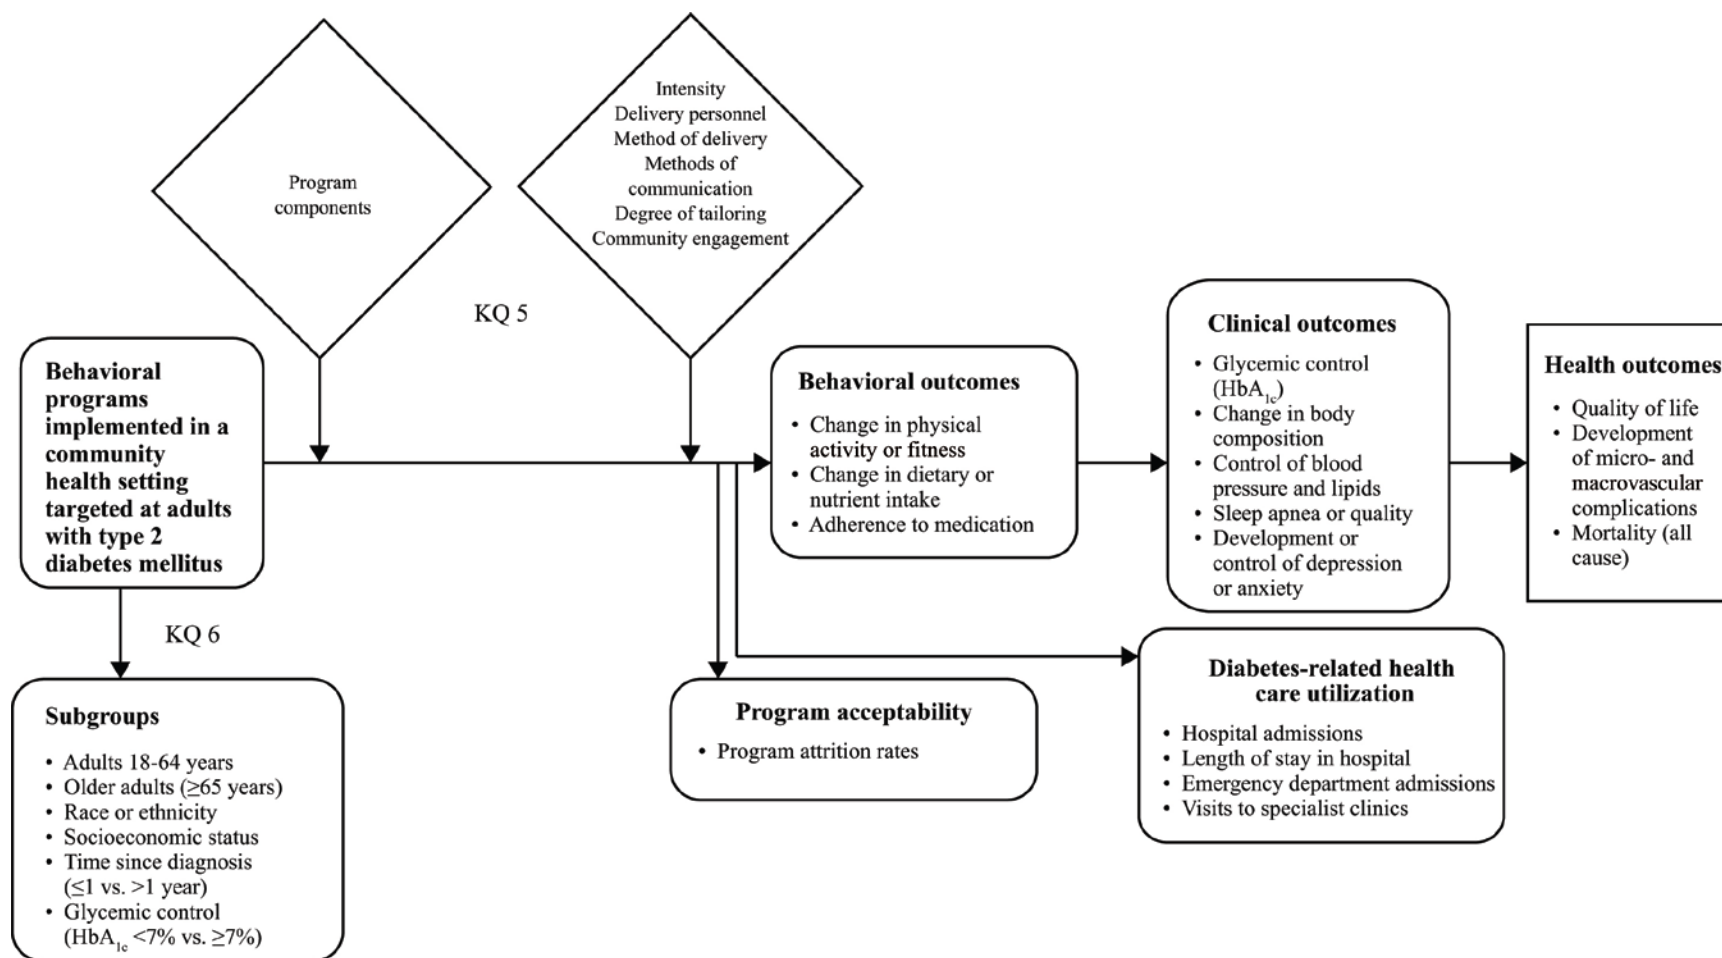 Program
components
Intensity
Delivery personnel
Method of delivery
Methods of
communication
Degree of tailoring
Community engagement
KQ 5
Behavioral
programs
implemented in a
community
health setting
targeted at adults
with type 2
diabetes mellitus
Behavioral outcomes
• Change in physical
activity or fitness
• Change in dietary or
nutrient intake
• Adherence to medication
Clinical outcomes
• Glycemic control
(HbA1c)
• Change in body
composition
• Control of blood
pressure and lipids
• Sleep apnea or quality
• Development or
control of depression
or anxiety
Health outcomes
• Quality of life
• Development
of micro- and
macrovascular
complications
• Mortality (all
cause)
KQ 6
Subgroups
• Adults 18-64 years
• Older adults (≥65 years)
• Race or ethnicity
• Socioeconomic status
• Time since diagnosis
(≤1 vs. >1 year)
• Glycemic control
(HbA1c <7% vs. ≥7%)
Program acceptability
• Program attrition rates
Diabetes-related health
care utilization
• Hospital admissions
• Length of stay in hospital
• Emergency department admissions
• Visits to specialist clinics